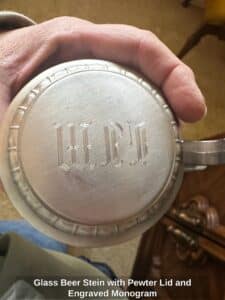 Glass Beer Stein with Pewter Lid and
Engraved Monogram